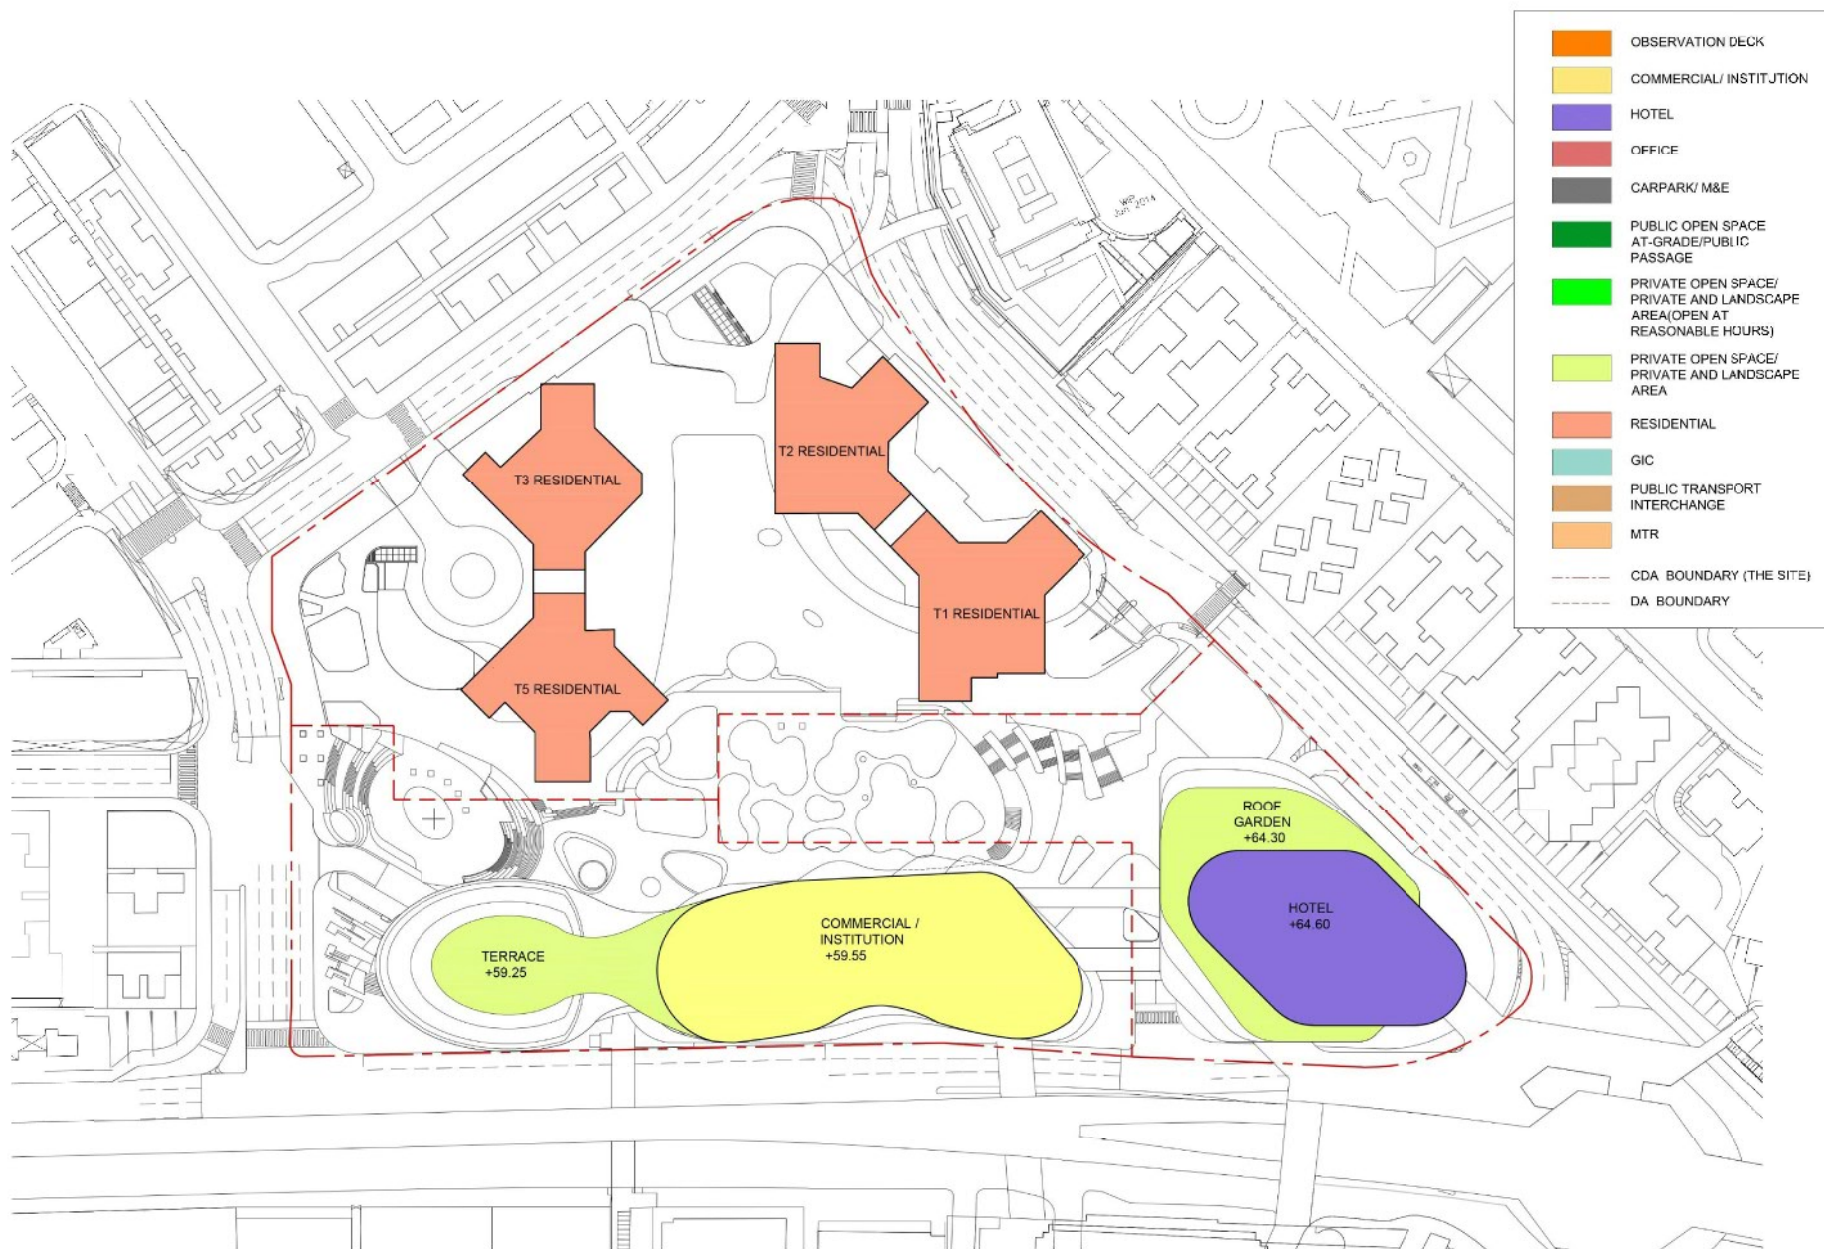 OBSERVATION DECK
COMMERCIAL/ INSTITUTION
HOTEL
OFFICE
CARPARK/ M&E
PUBLIC OPEN SPACE
AT-GRADE/PUBLIC
PASSAGE
PRIVATE OPEN SPACE/
PRIVATE AND LANDSCAPE
AREA(OPEN AT
REASONABLE HOURS)
PRIVATE OPEN SPACE/
PRIVATE AND LANDSCAPE
AREA
RESIDENTIAL
GIC
PUBLIC TRANSPORT
INTERCHANGE
MTR
CDA BOUNDARY (THE SITE)
DA BOUNDARY
WIP
Jun 2014
T2 RESIDENTIAL
T3 RESIDENTIAL
T1 RESIDENTIAL
T5 RESIDENTIAL
ROOF
GARDEN
+64.30
HOTEL
+64.60
COMMERCIAL /
INSTITUTION
+59.55
TERRACE
+59.25